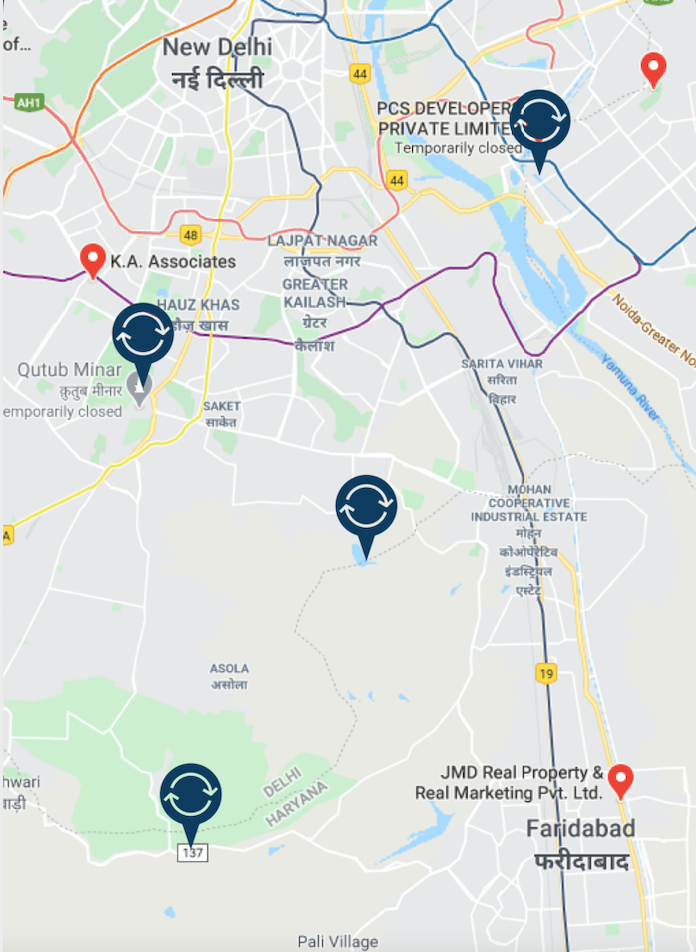 of...
New Delhi
नई दिल्ली
44
AH1
PCS DEVELOPER
PRIVATE LIMITE
Temporarily closed
44
48
LAJPAT NAGAR
लाजपत नगर
K.A. Associates
GREATER
KAILASH
ग्रेटर
कैलाश
HAUZ KHAS
हौज़ खास
Noida-Greater No
Yamuna River
Qutub Minar
क़ुतुब मीनार
emporarily closed
SARITA VIHAR
सरिता
विहार
SAKET
साकेत
MOHAN
COOPERATIVE
INDUSTRIAL ESTATE
मोहन
कोओपेरेटिव
इंडस्ट्रियल
एस्टेट
A
ASOLA
असोला
19
hwari
ाड़ी
DELHI
HARYANA
JMD Real Property &
Real Marketing Pvt. Ltd.
Faridabad
फरीदाबाद
137
Pali Village